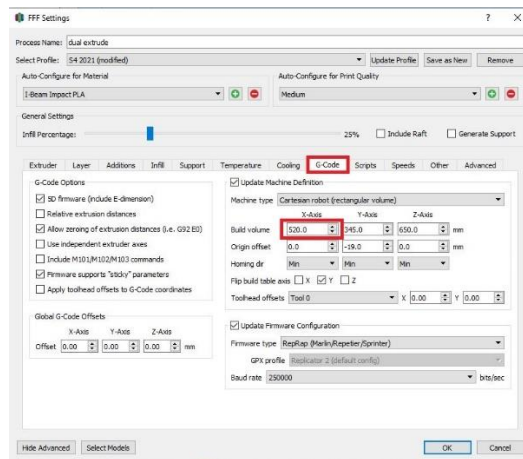 FFF Settings ? X
Process Name: dual extrude
Select Profile: S4 2021 (modified) Update Profile Save as New Remove
Auto-Configure for Material Auto-Configure for Print Quality
I-Beam Impact PLA Medium
General Settings
Infill Percentage: 25% Include Raft Generate Support
Extruder Layer Additions Infill Support Temperature Cooling G-Code Scripts Speeds Other Advanced
G-Code Options Update Machine Definition
5D firmware (include E-dimension) Machine type Cartesian robot (rectangular volume)
Relative extrusion distances X-Axis Y-Axis Z-Axis
Allow zeroing of extrusion distances (i.e. G92 E0) Build volume 520.0 345.0 650.0 mm
Use independent extruder axes Origin offset 0.0 -19.0 0.0 mm
Include M101/M102/M103 commands Homing dir Min Min Min
Firmware supports "sticky" parameters Flip build table axis X Y Z
Apply toolhead offsets to G-Code coordinates Toolhead offsets Tool 0 X 0.00 Y 0.00
Global G-Code Offsets
X-Axis Y-Axis Z-Axis Update Firmware Configuration
Offset 0.00 0.00 0.00 mm Firmware type RepRap (Marlin/Repetier/Sprinter)
GPX profile Replicator 2 (default config)
Baud rate 250000 bits/sec
Hide Advanced Select Models OK Cancel